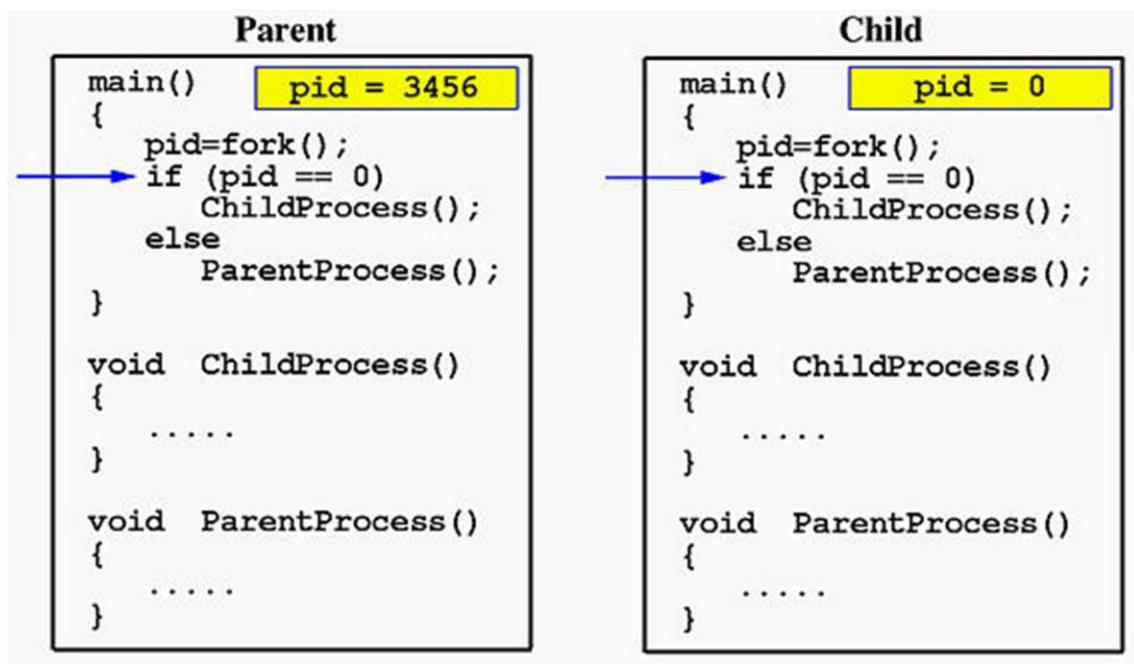 Parent
main()
pid = 3456
{
pid=fork();
if (pid == 0)
ChildProcess();
else
ParentProcess();
}
void ChildProcess()
{
.....
}
void ParentProcess()
{
.....
}
Child
main()
pid = 0
{
pid=fork();
if (pid == 0)
ChildProcess();
else
ParentProcess();
}
void ChildProcess()
{
.....
}
void ParentProcess()
{
.....
}